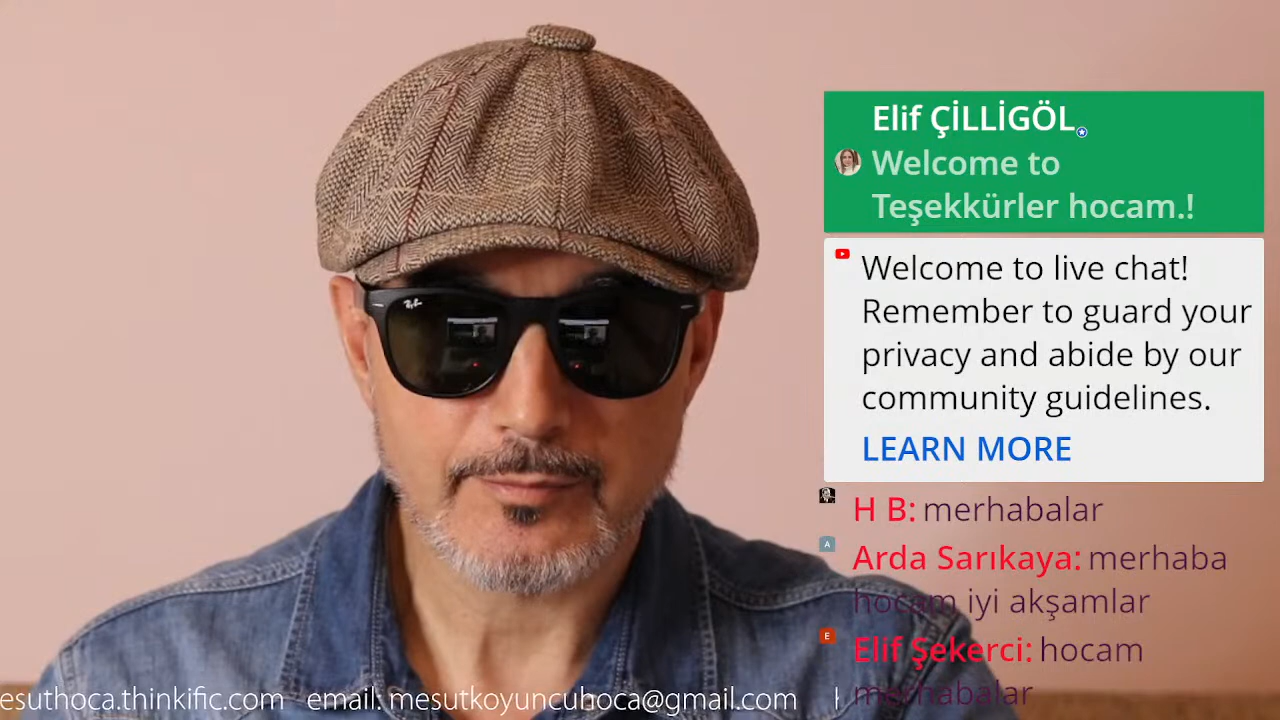 Elif ÇİLLİGÖL
Welcome to
Teşekkürler hocam.!
Welcome to live chat!
Remember to guard your
privacy and abide by our
community guidelines.
LEARN MORE
H B: merhabalar
A
Arda Sarıkaya: merhaba
hocam iyi akşamlar
E
Elif Şekerci: hocam
merhabalar
esuthoca.thinkific.com email: mesutkoyuncuhoca@gmail.com
Ray-Ban